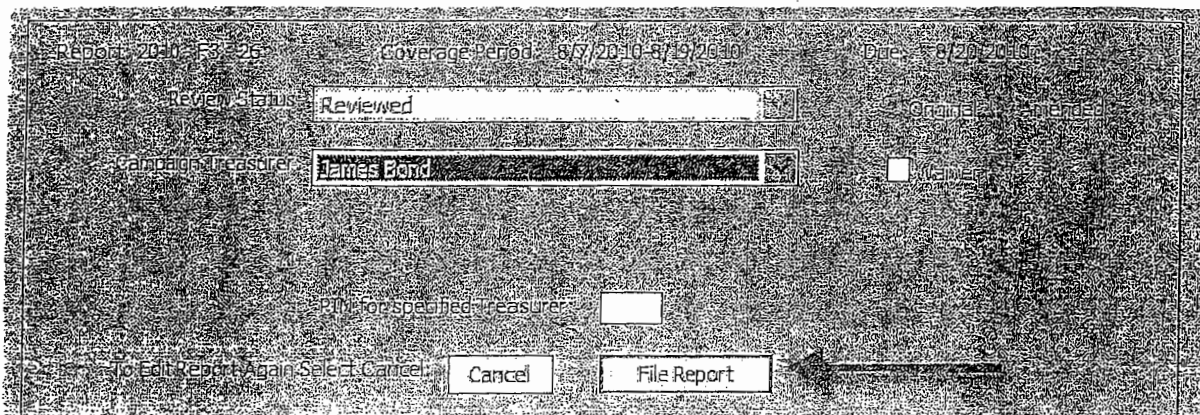 Report: 2010 F3 - 26 Coverage Period: 8/7/2010-8/19/2010 Due: 8/20/2010
Review Status Reviewed Original Amended
Campaign Treasurer James Bond Waiver
PIN for specified Treasurer:
To Edit Report Again Select Cancel: Cancel File Report